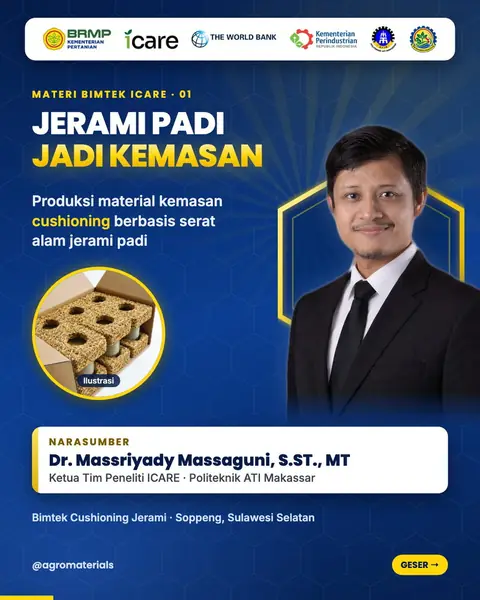 BRMP
KEMENTERIAN
PERTANIAN
icare
THE WORLD BANK
Kementerian
Perindustrian
REPUBLIK INDONESIA
MATERI BIMTEK ICARE · 01
JERAMI PADI
JADI KEMASAN
Produksi material kemasan
cushioning berbasis serat
alam jerami padi
Ilustrasi
NARASUMBER
Dr. Massriyady Massaguni, S.ST., MT
Ketua Tim Peneliti ICARE · Politeknik ATI Makassar
Bimtek Cushioning Jerami · Soppeng, Sulawesi Selatan
@agromaterials
GESER →